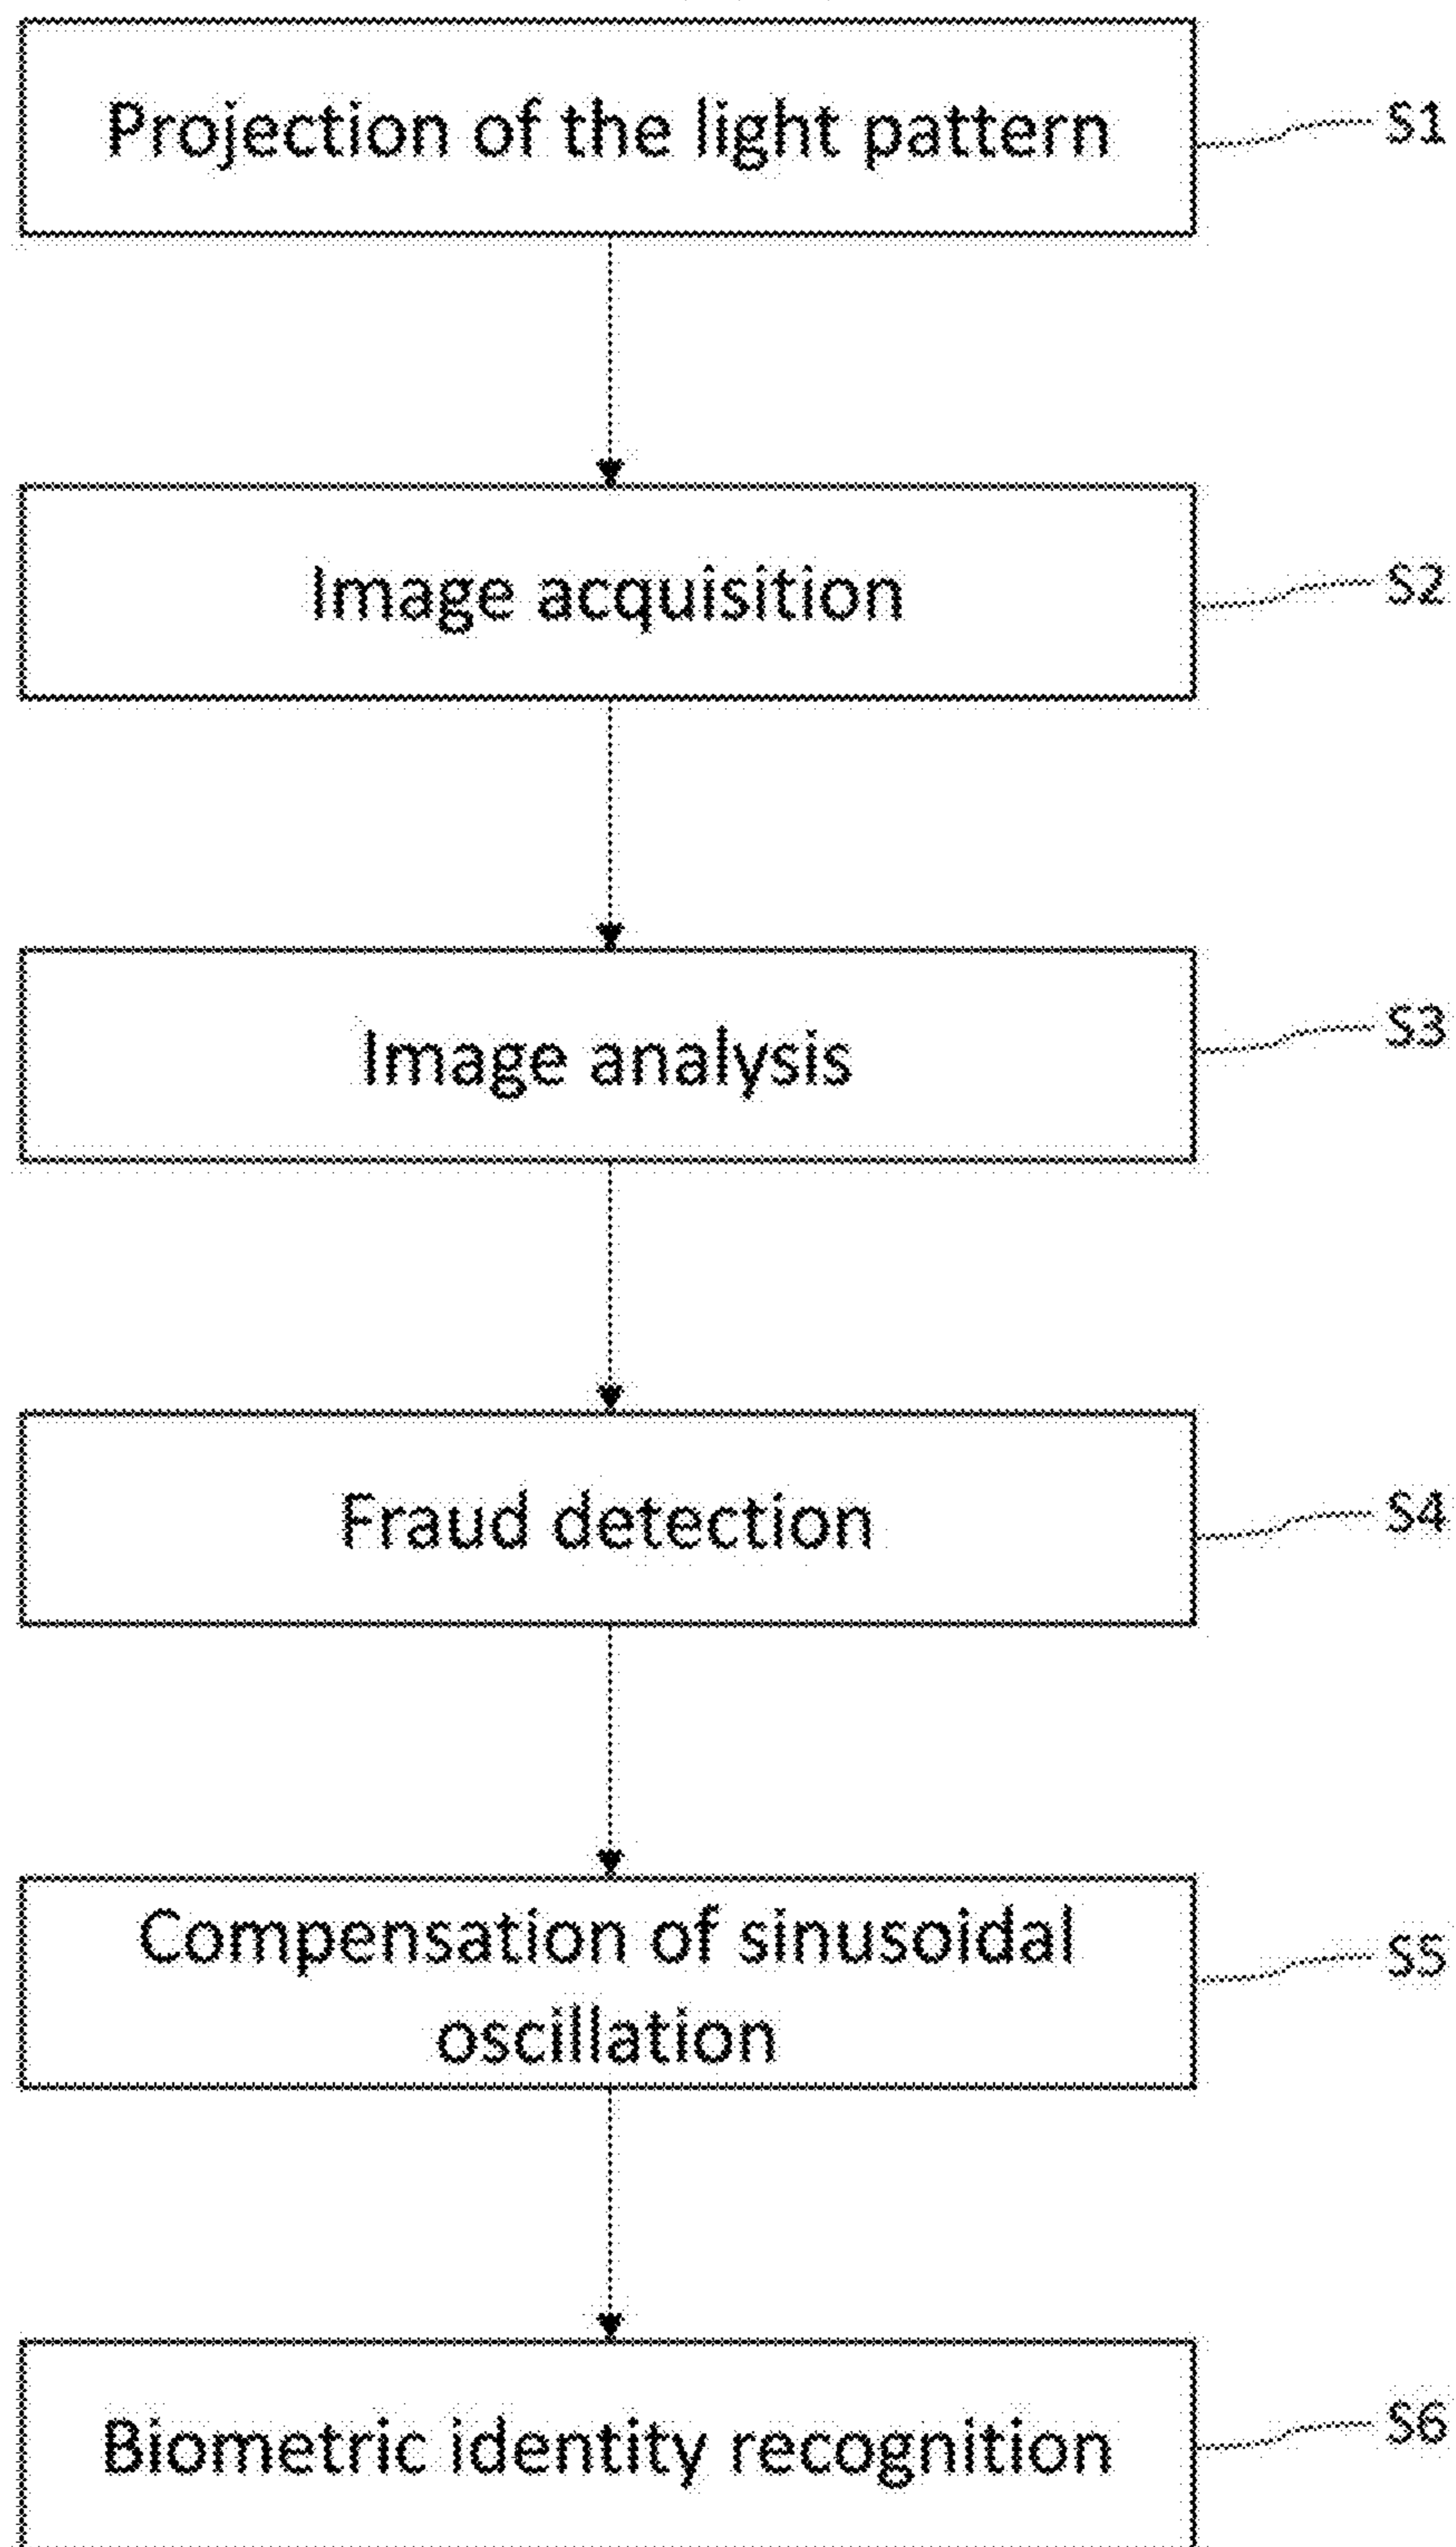 Projection of the light pattern
S1
Image acquisition
S2
Image analysis
S3
Fraud detection
S4
Compensation of sinusoidal
oscillation
S5
Biometric identity recognition
S6